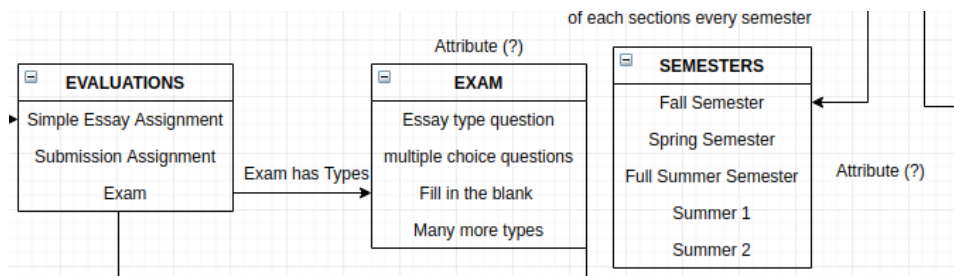 of each sections every semester
Attribute (?)
EVALUATIONS
Simple Essay Assignment
Submission Assignment
Exam
Exam has Types
EXAM
Essay type question
multiple choice questions
Fill in the blank
Many more types
SEMESTERS
Fall Semester
Spring Semester
Full Summer Semester
Summer 1
Summer 2
Attribute (?)